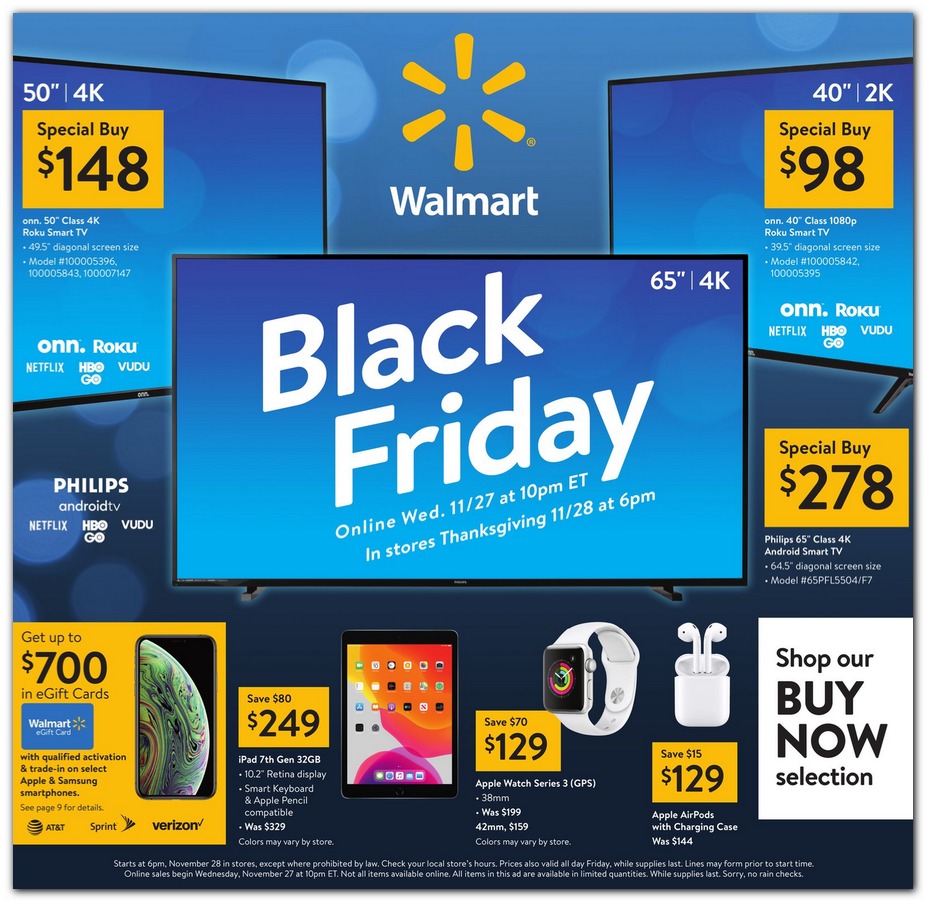 Walmart
50" | 4K
Special Buy
$148
onn. 50" Class 4K
Roku Smart TV
• 49.5" diagonal screen size
• Model #100005396,
100005843, 100007147
onn. Roku
NETFLIX HBO GO VUDU
onn.
40" | 2K
Special Buy
$98
onn. 40" Class 1080p
Roku Smart TV
• 39.5" diagonal screen size
• Model #100005842,
100005395
onn. Roku
NETFLIX HBO GO VUDU
65" | 4K
Black
Friday
Online Wed. 11/27 at 10pm ET
In stores Thanksgiving 11/28 at 6pm
PHILIPS
PHILIPS
androidtv
NETFLIX HBO GO VUDU
Special Buy
$278
Philips 65" Class 4K
Android Smart TV
• 64.5" diagonal screen size
• Model #65PFL5504/F7
Get up to
$700
in eGift Cards
Walmart
eGift Card
with qualified activation
& trade-in on select
Apple & Samsung
smartphones.
See page 9 for details.
AT&T Sprint verizon✓
Save $80
$249
iPad 7th Gen 32GB
• 10.2" Retina display
• Smart Keyboard
& Apple Pencil
compatible
• Was $329
Colors may vary by store.
Save $70
$129
Apple Watch Series 3 (GPS)
• 38mm
• Was $199
42mm, $159
Colors may vary by store.
Save $15
$129
Apple AirPods
with Charging Case
Was $144
Shop our
BUY
NOW
selection
Starts at 6pm, November 28 in stores, except where prohibited by law. Check your local store's hours. Prices also valid all day Friday, while supplies last. Lines may form prior to start time.
Online sales begin Wednesday, November 27 at 10pm ET. Not all items available online. All items in this ad are available in limited quantities. While supplies last. Sorry, no rain checks.